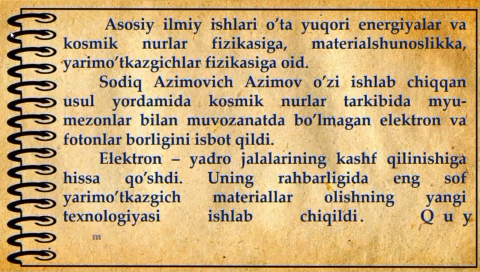 Asosiy ilmiy ishlari o’ta yuqori energiyalar va
kosmik nurlar fizikasiga, materialshunoslikka,
yarimo’tkazgichlar fizikasiga oid.
Sodiq Azimovich Azimov o’zi ishlab chiqqan
usul yordamida kosmik nurlar tarkibida myu-
mezonlar bilan muvozanatda bo’lmagan elektron va
fotonlar borligini isbot qildi.
Elektron – yadro jalalarining kashf qilinishiga
hissa qo’shdi. Uning rahbarligida eng sof
yarimo’tkazgich materiallar olishning yangi
texnologiyasi ishlab chiqildi. Q u y
m